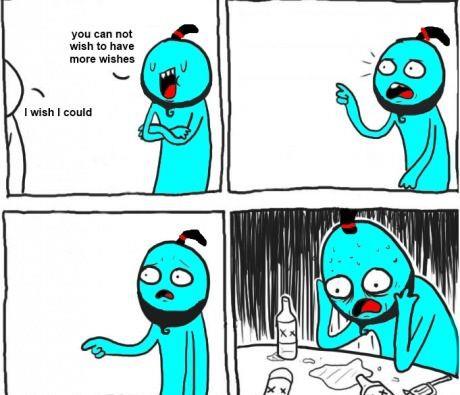 you can not
wish to have
more wishes
I wish I could
X X
X X
X